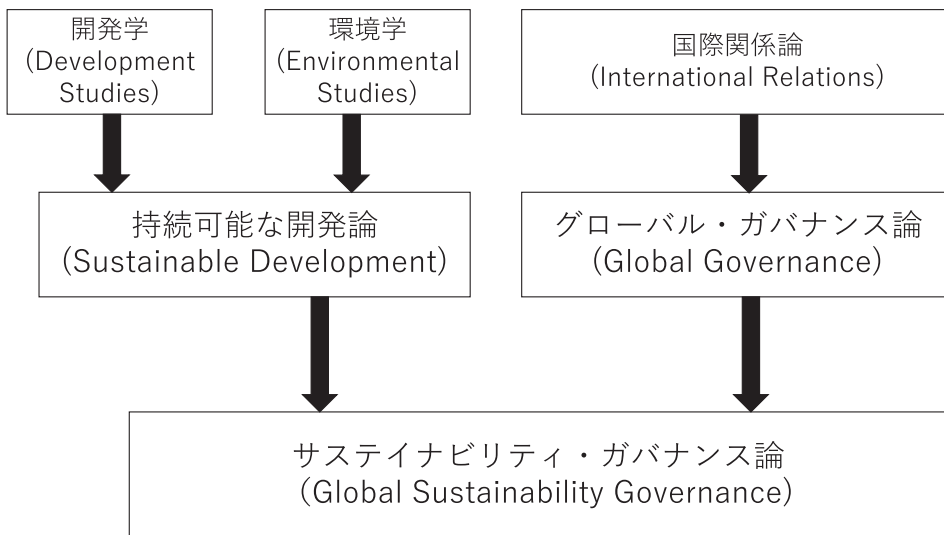 開発学
(Development
Studies)
環境学
(Environmental
Studies)
国際関係論
(International Relations)
持続可能な開発論
(Sustainable Development)
グローバル・ガバナンス論
(Global Governance)
サステイナビリティ・ガバナンス論
(Global Sustainability Governance)